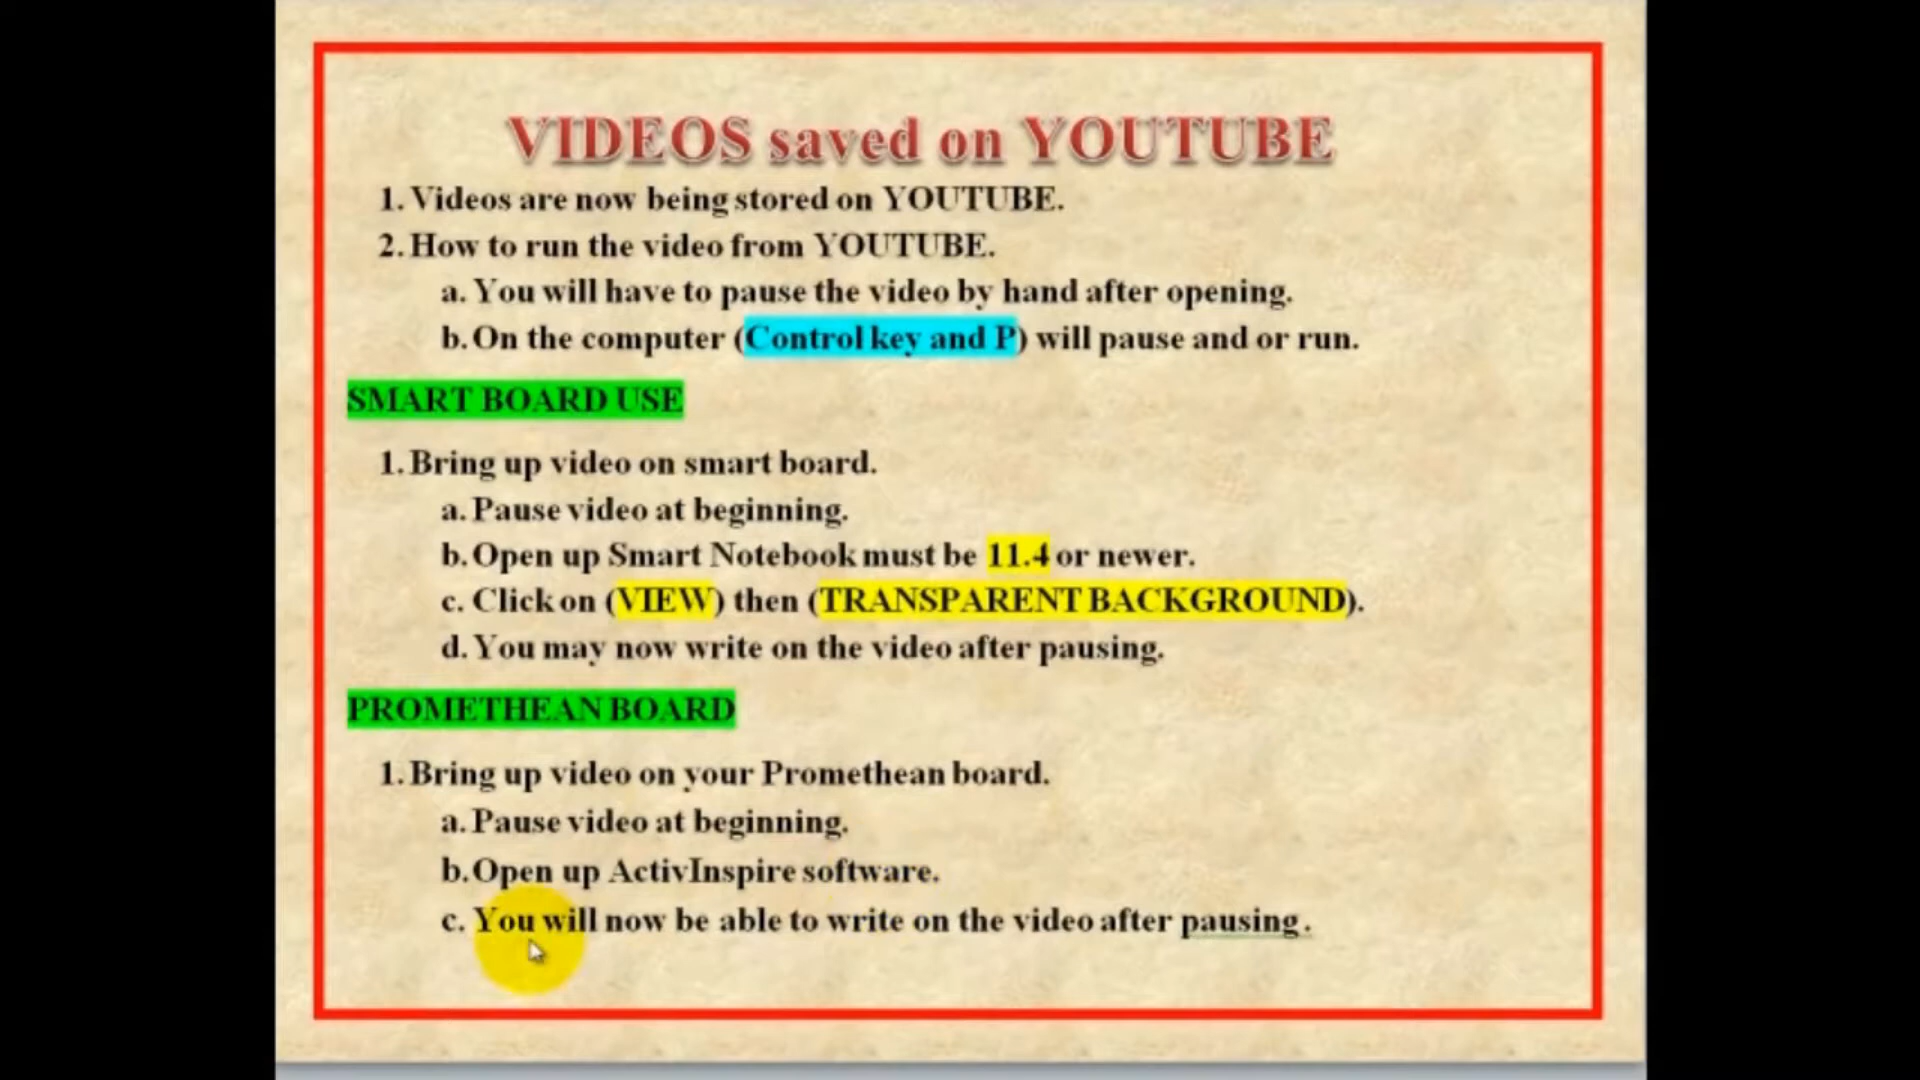 VIDEOS saved on YOUTUBE
1. Videos are now being stored on YOUTUBE.
2. How to run the video from YOUTUBE.
a. You will have to pause the video by hand after opening.
b. On the computer (Control key and P) will pause and or run.
SMART BOARD USE
1. Bring up video on smart board.
a. Pause video at beginning.
b. Open up Smart Notebook must be 11.4 or newer.
c. Click on (VIEW) then (TRANSPARENT BACKGROUND).
d. You may now write on the video after pausing.
PROMETHEAN BOARD
1. Bring up video on your Promethean board.
a. Pause video at beginning.
b. Open up ActivInspire software.
c. You will now be able to write on the video after pausing.